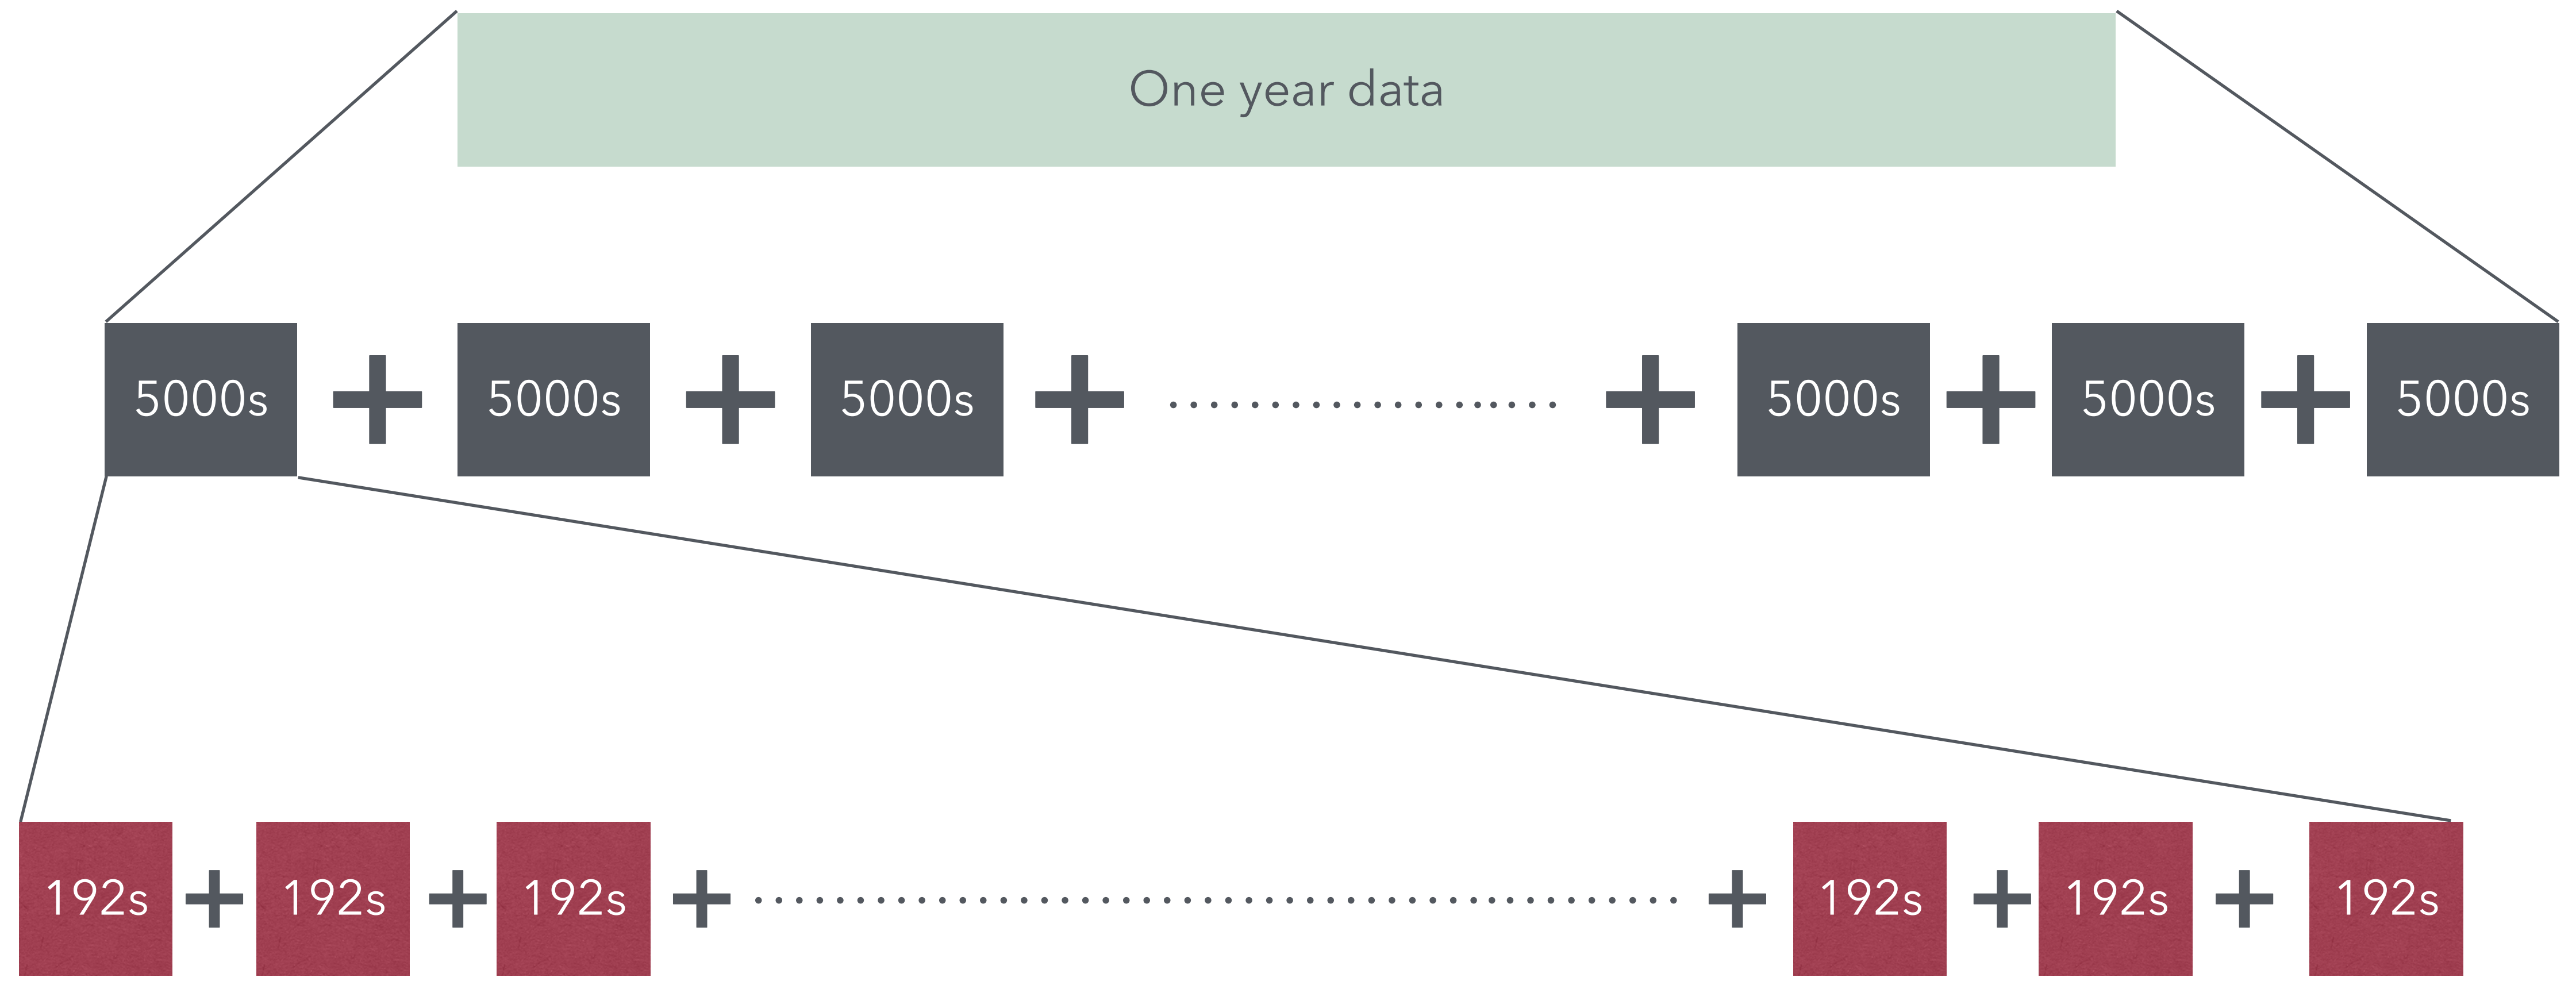 One year data
5000s + 5000s + 5000s + ................... + 5000s + 5000s + 5000s
192s + 192s + 192s + .............................................. + 192s + 192s + 192s